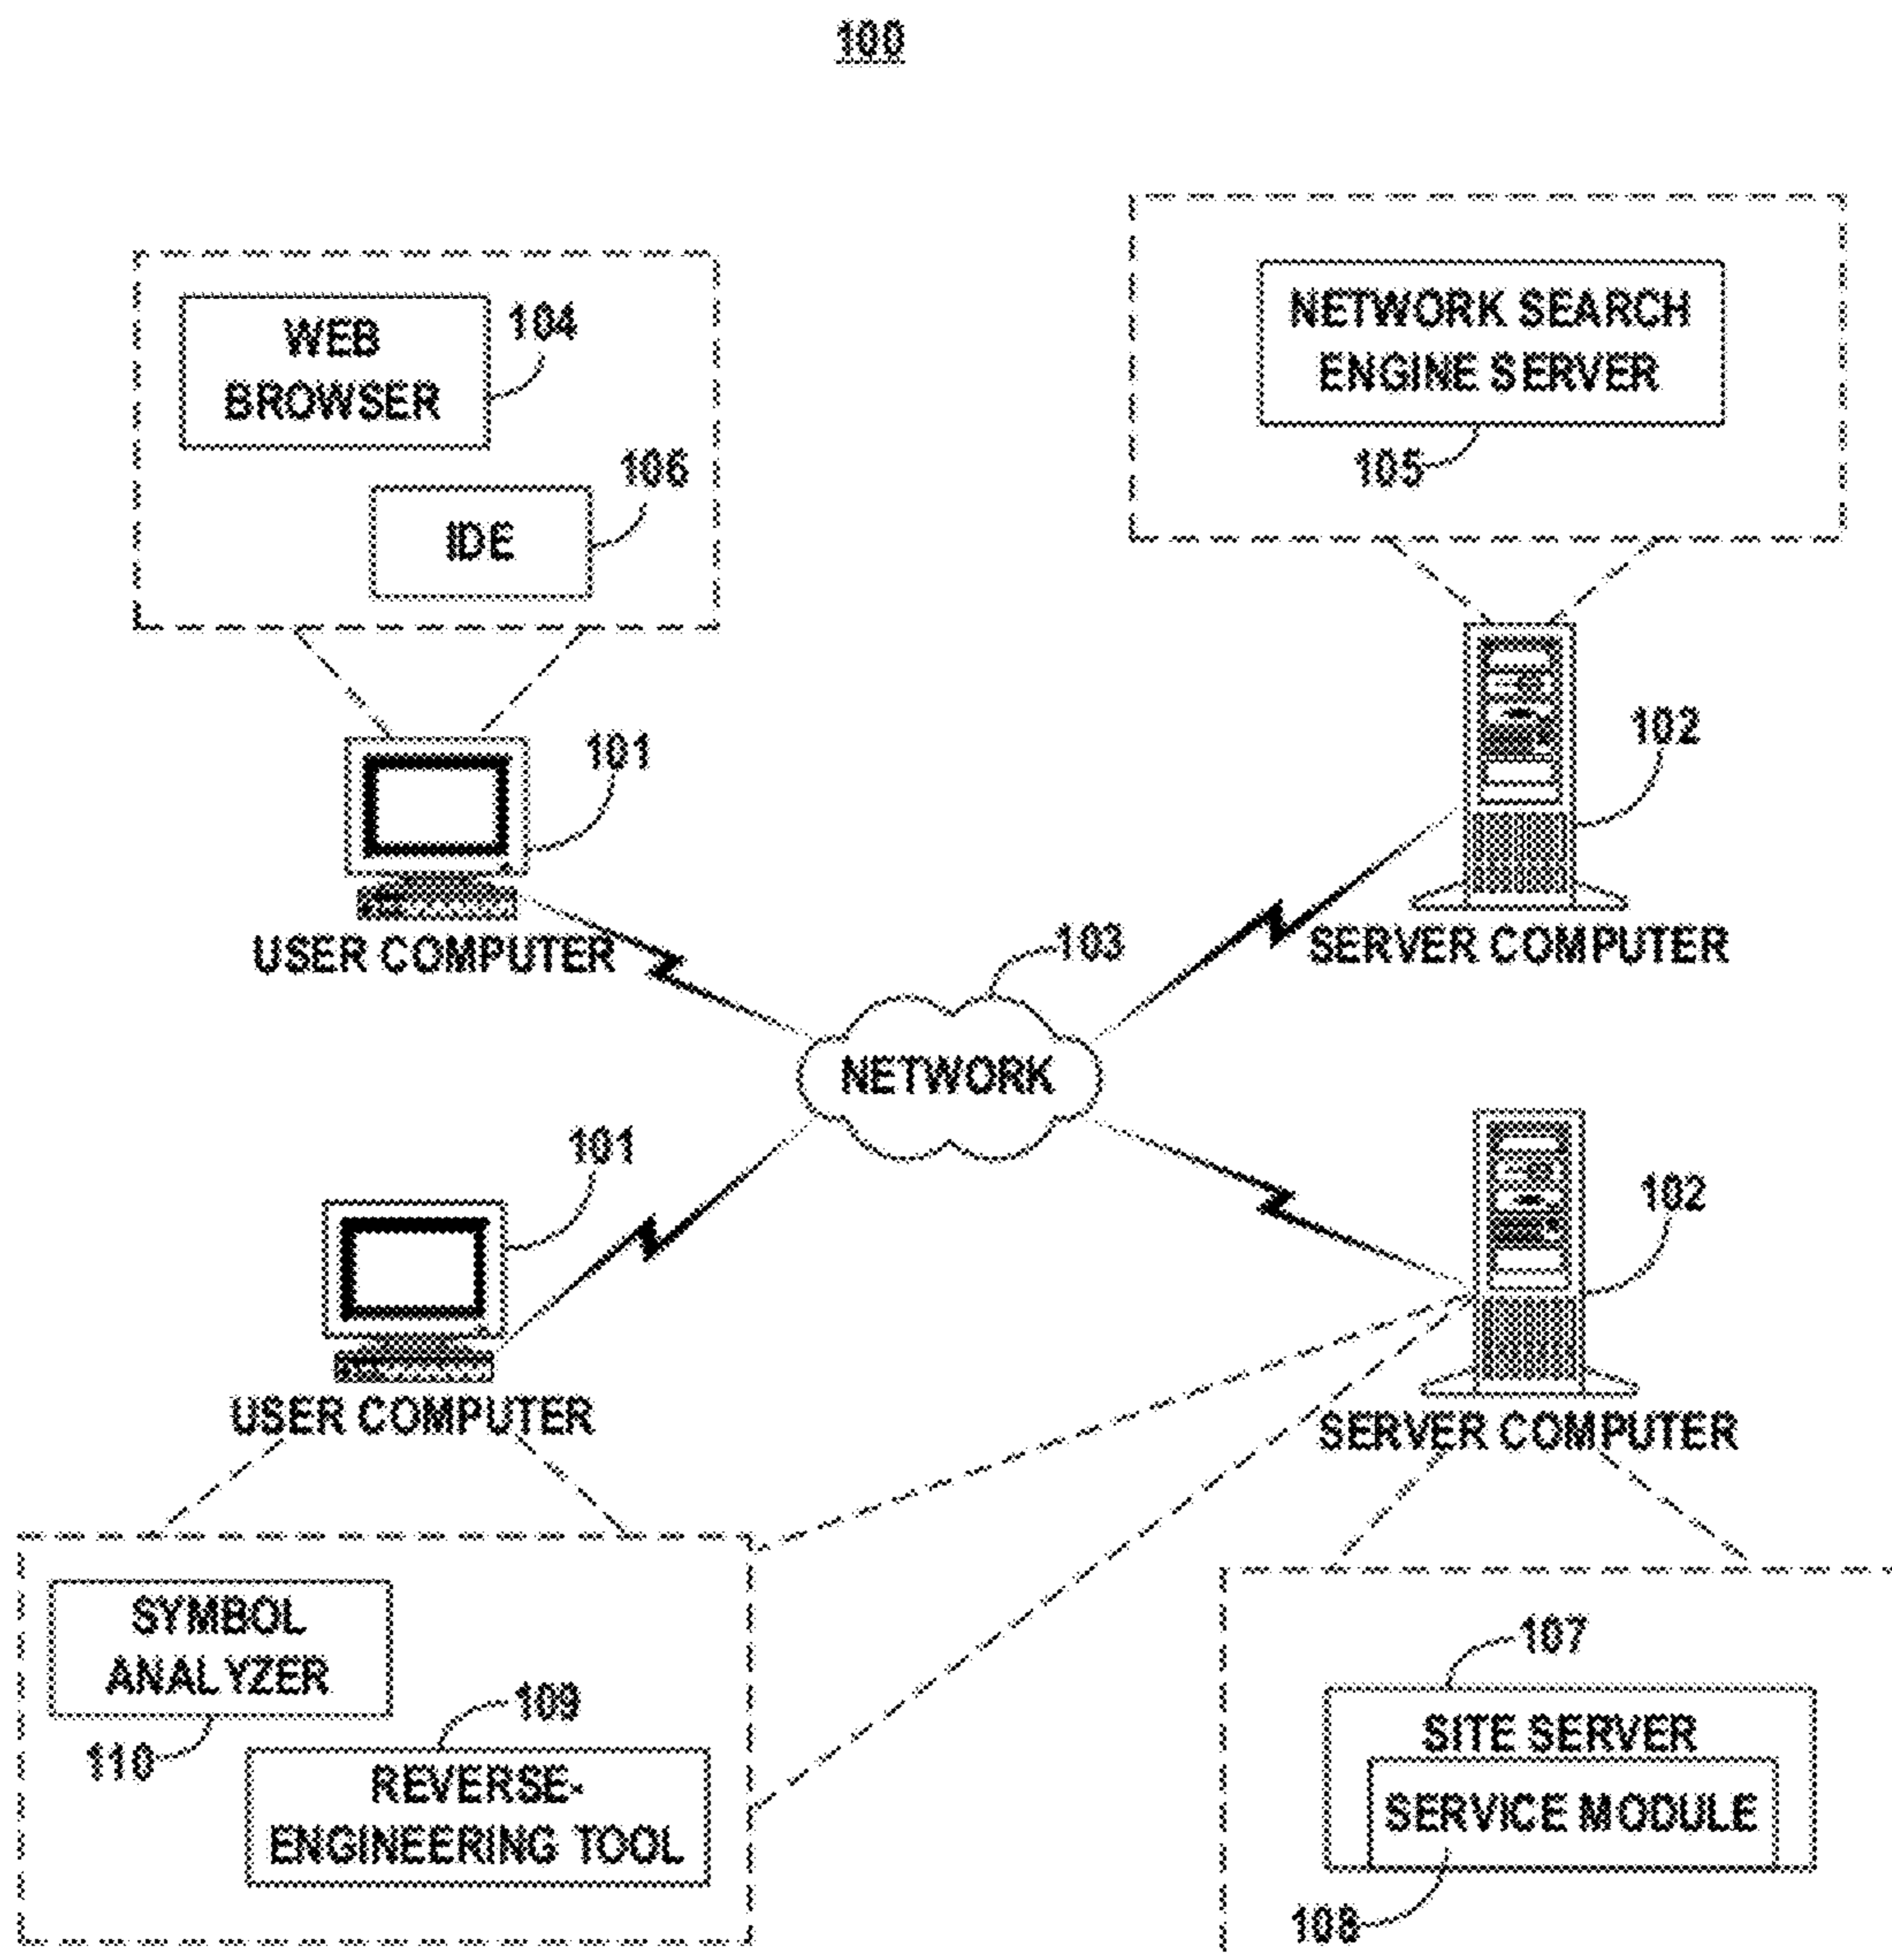 100
WEB
BROWSER
104
IDE
106
NETWORK SEARCH
ENGINE SERVER
105
101
USER COMPUTER
102
SERVER COMPUTER
103
NETWORK
101
USER COMPUTER
102
SERVER COMPUTER
SYMBOL
ANALYZER
110
109
REVERSE-
ENGINEERING TOOL
107
SITE SERVER
SERVICE MODULE
108